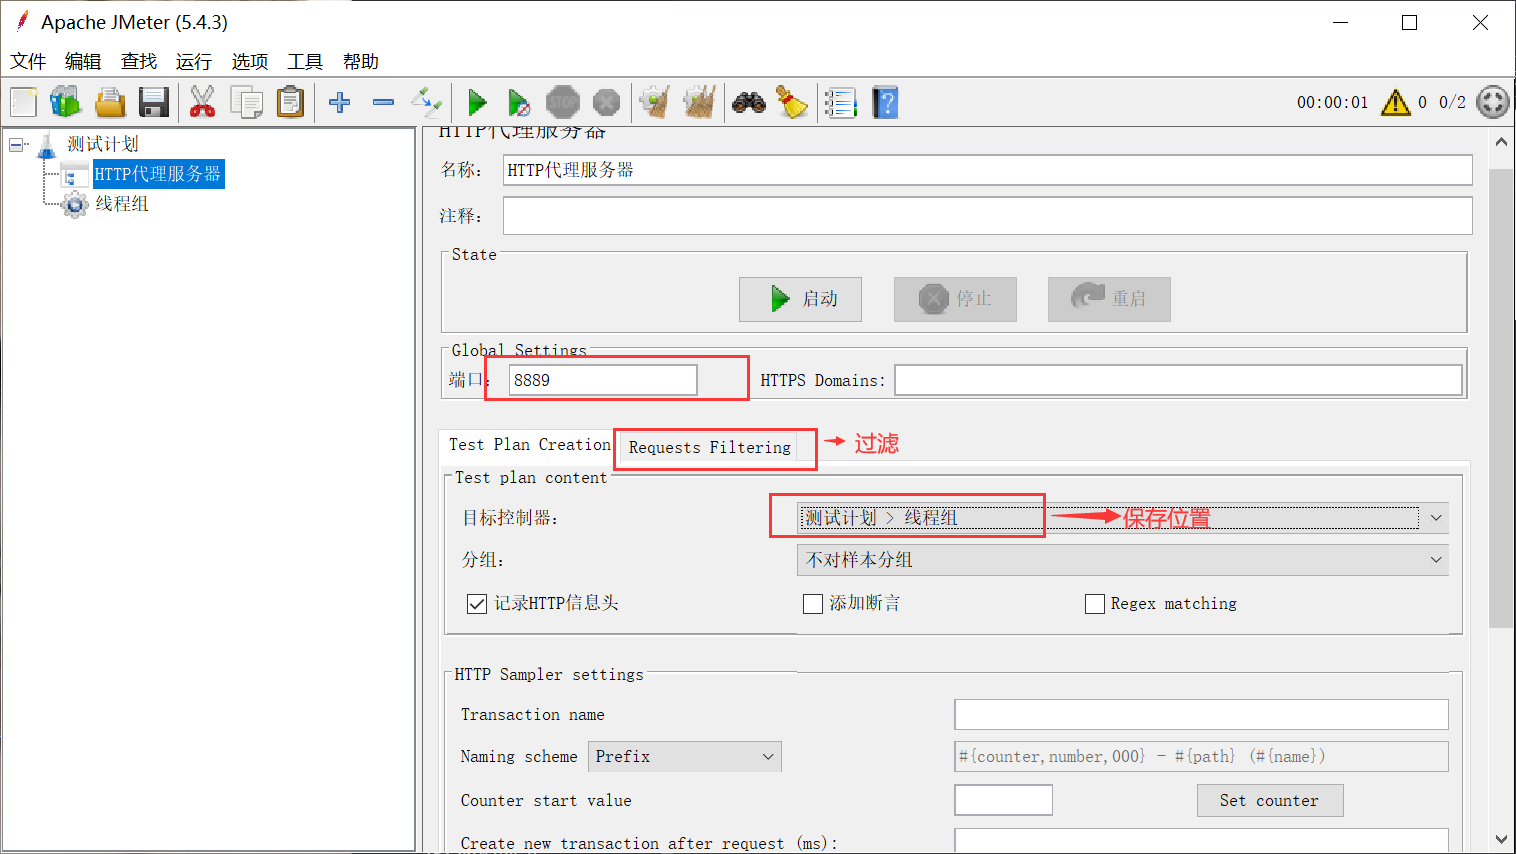 Apache JMeter (5.4.3)
文件 编辑 查找 运行 选项 工具 帮助
STOP
00:00:01 0 0/2
测试计划
HTTP代理服务器
线程组
HTTP代理服务器
名称： HTTP代理服务器
注释：
State
启动 停止 重启
Global Settings
端口： 8889 HTTPS Domains:
Test Plan Creation Requests Filtering 过滤
Test plan content
目标控制器： 测试计划 > 线程组 保存位置
分组： 不对样本分组
记录HTTP信息头 添加断言 Regex matching
HTTP Sampler settings
Transaction name
Naming scheme Prefix #{counter,number,000} - #{path} (#{name})
Counter start value Set counter
Create new transaction after request (ms):